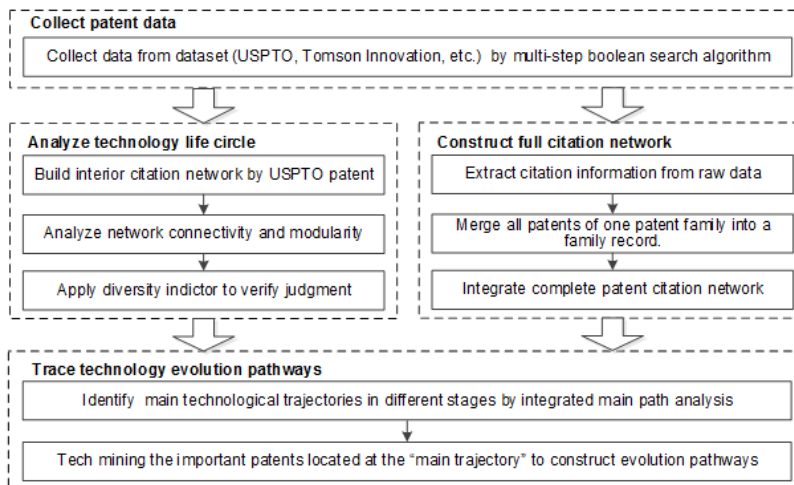 Collect patent data
Collect data from dataset (USPTO, Tomson Innovation, etc.) by multi-step boolean search algorithm
Analyze technology life circle
Build interior citation network by USPTO patent
Analyze network connectivity and modularity
Apply diversity indictor to verify judgment
Construct full citation network
Extract citation information from raw data
Merge all patents of one patent family into a
family record.
Integrate complete patent citation network
Trace technology evolution pathways
Identify main technological trajectories in different stages by integrated main path analysis
Tech mining the important patents located at the “main trajectory” to construct evolution pathways